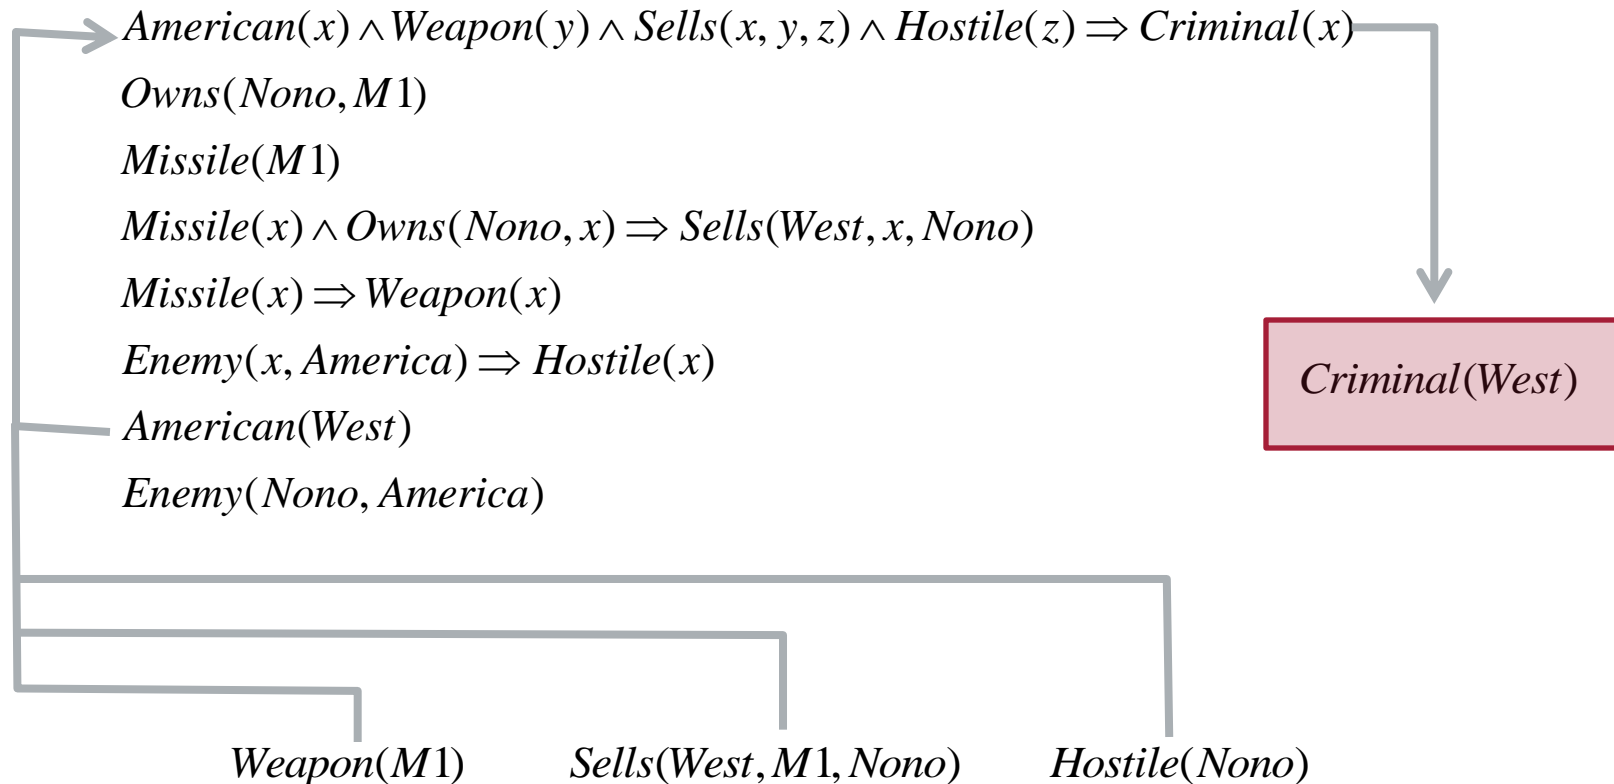 American(x) ∧ Weapon(y) ∧ Sells(x, y, z) ∧ Hostile(z) ⇒ Criminal(x)
Owns(Nono, M1)
Missile(M1)
Missile(x) ∧ Owns(Nono, x) ⇒ Sells(West, x, Nono)
Missile(x) ⇒ Weapon(x)
Enemy(x, America) ⇒ Hostile(x)
Criminal(West)
American(West)
Enemy(Nono, America)
Weapon(M1) Sells(West, M1, Nono) Hostile(Nono)